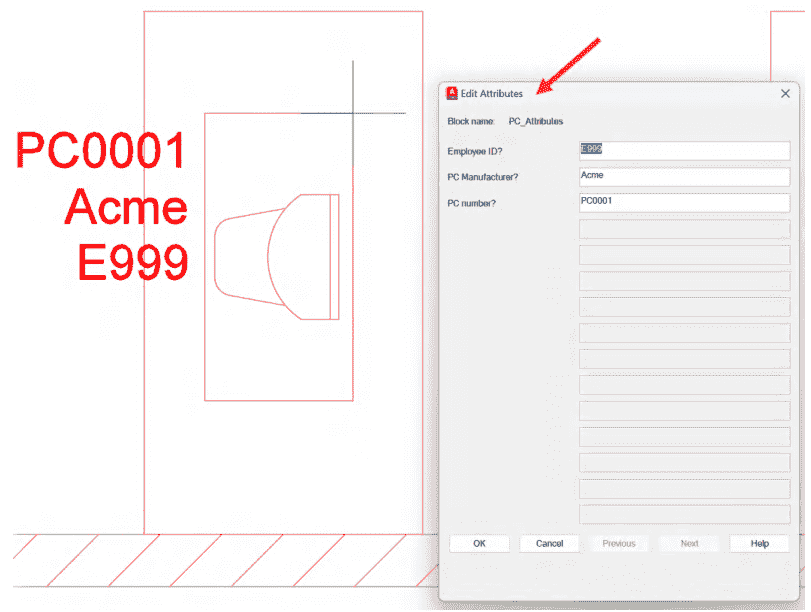 PC0001
Acme
E999
Edit Attributes
Block name: PC_Attributes
Employee ID? E999
PC Manufacturer? Acme
PC number? PC0001
OK Cancel Previous Next Help